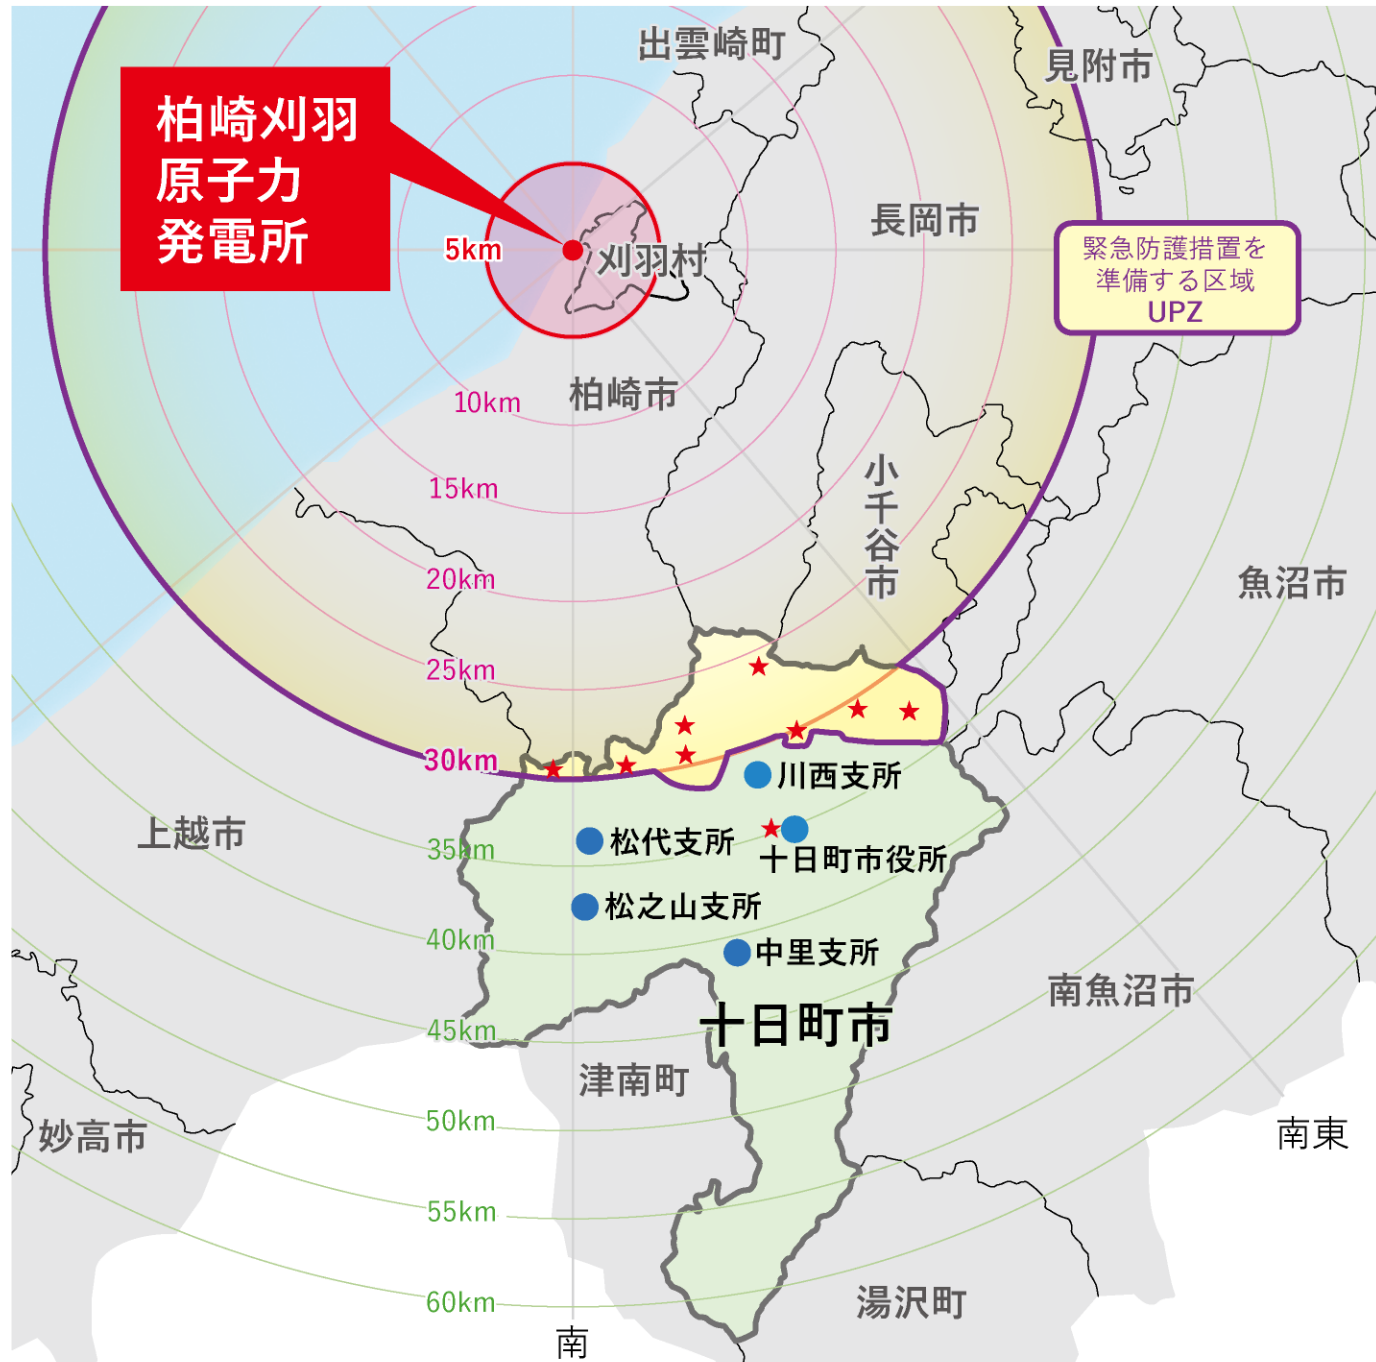 出雲崎町
見附市
柏崎刈羽
原子力
発電所
長岡市
5km
刈羽村
緊急防護措置を
準備する区域
UPZ
柏崎市
10km
15km
小千谷市
20km
魚沼市
25km
30km
川西支所
上越市
35km
松代支所
十日町市役所
松之山支所
40km
中里支所
南魚沼市
十日町市
45km
津南町
50km
妙高市
南東
55km
60km
湯沢町
南